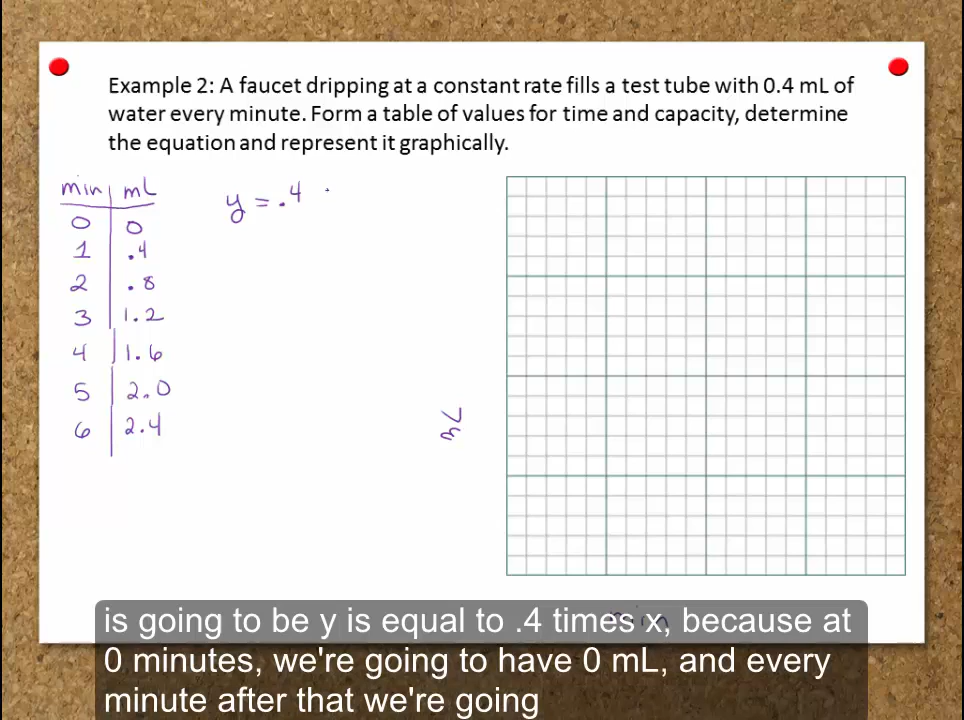 Example 2: A faucet dripping at a constant rate fills a test tube with 0.4 mL of
water every minute. Form a table of values for time and capacity, determine
the equation and represent it graphically.
min mL
0 0
1 .4
2 .8
3 1.2
4 1.6
5 2.0
6 2.4
y = .4
mL
min
is going to be y is equal to .4 times x, because at
0 minutes, we're going to have 0 mL, and every
minute after that we're going